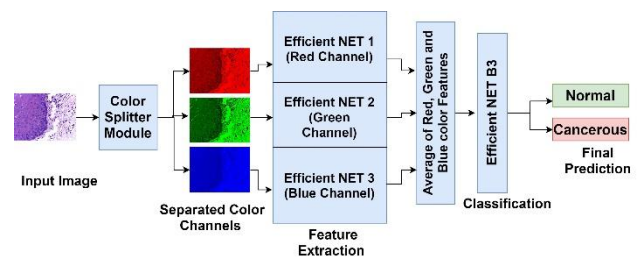 Input Image
Color
Splitter
Module
Separated Color
Channels
Efficient NET 1
(Red Channel)
Efficient NET 2
(Green
Channel)
Efficient NET 3
(Blue Channel)
Feature
Extraction
Average of Red, Green and
Blue color Features
Efficient NET B3
Classification
Normal
Cancerous
Final
Prediction